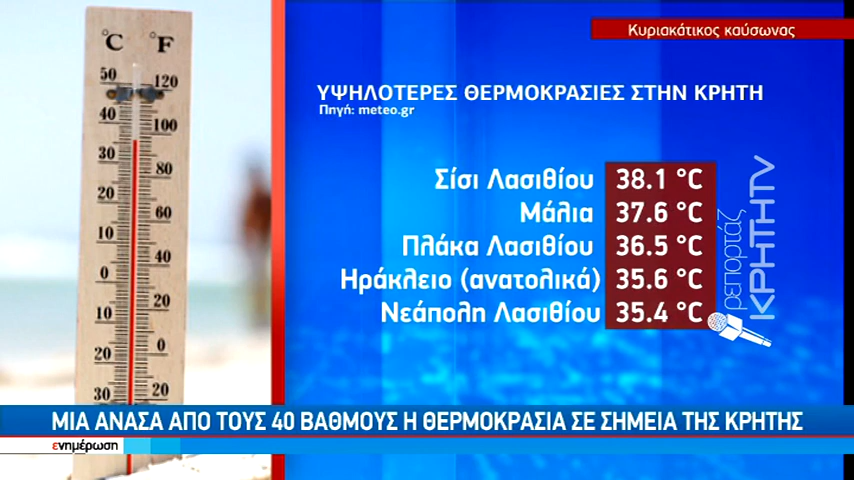 Κυριακάτικος καύσωνας
ΥΨΗΛΟΤΕΡΕΣ ΘΕΡΜΟΚΡΑΣΙΕΣ ΣΤΗΝ ΚΡΗΤΗ
Πηγή: meteo.gr
Σίσι Λασιθίου 38.1 °C
Μάλια 37.6 °C
Πλάκα Λασιθίου 36.5 °C
Ηράκλειο (ανατολικά) 35.6 °C
Νεάπολη Λασιθίου 35.4 °C
ρεπορτάζ
ΚΡΗΤΗTV
°C °F
50 120
40 100
30 80
20 60
10 40
0 20
10 0
20 20
30
ΜΙΑ ΑΝΑΣΑ ΑΠΟ ΤΟΥΣ 40 ΒΑΘΜΟΥΣ Η ΘΕΡΜΟΚΡΑΣΙΑ ΣΕ ΣΗΜΕΙΑ ΤΗΣ ΚΡΗΤΗΣ
ενημέρωση